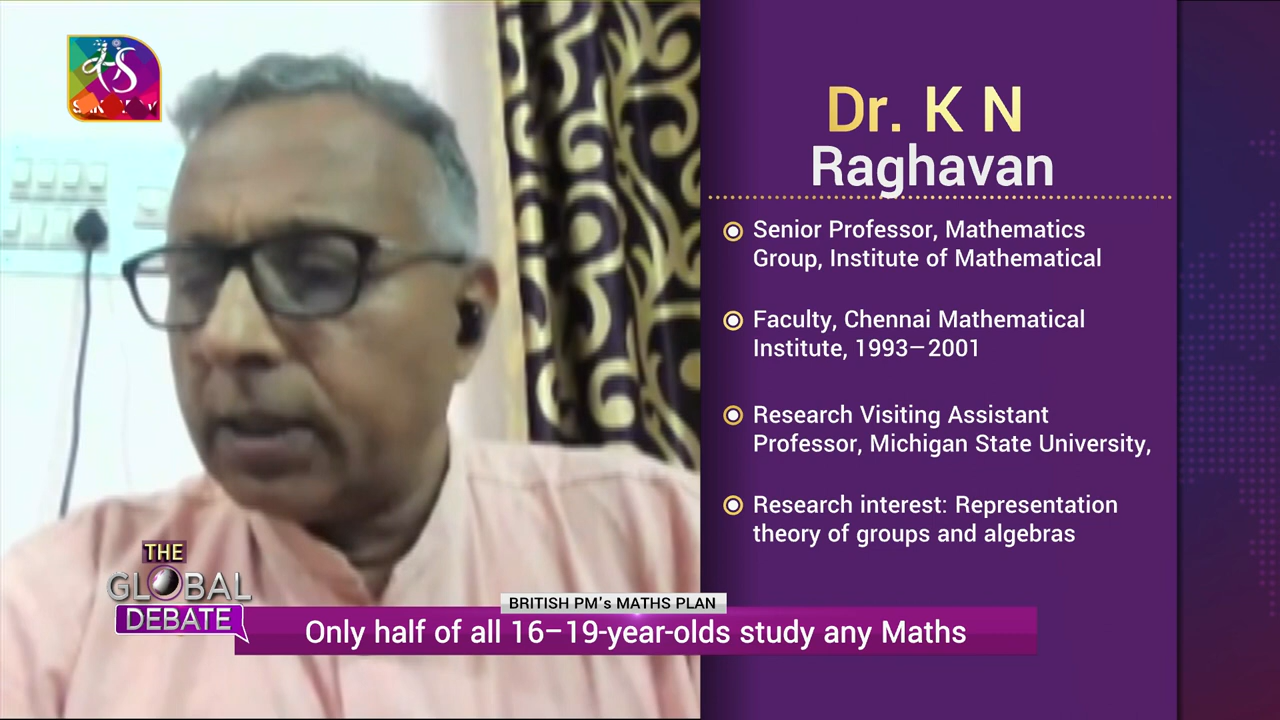 Dr. K N
Raghavan
Senior Professor, Mathematics
Group, Institute of Mathematical
Faculty, Chennai Mathematical
Institute, 1993–2001
Research Visiting Assistant
Professor, Michigan State University,
Research interest: Representation
theory of groups and algebras
THE
GLOBAL
DEBATE
BRITISH PM's MATHS PLAN
Only half of all 16–19-year-olds study any Maths